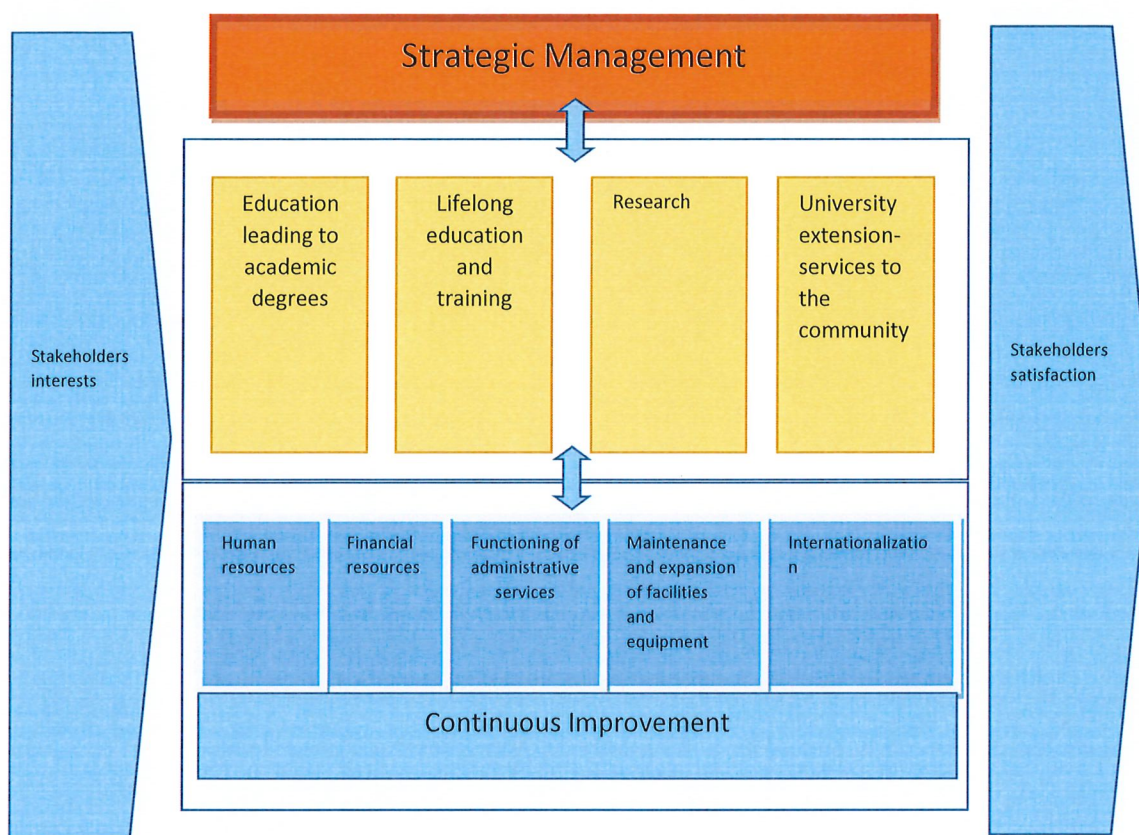 Strategic Management
Education
leading to
academic
degrees
Lifelong
education
and
training
Research
University
extension-
services to
the
community
Stakeholders
interests
Stakeholders
satisfaction
Human
resources
Financial
resources
Functioning of
administrative
services
Maintenance
and expansion
of facilities
and
equipment
Internationalizatio
n
Continuous Improvement